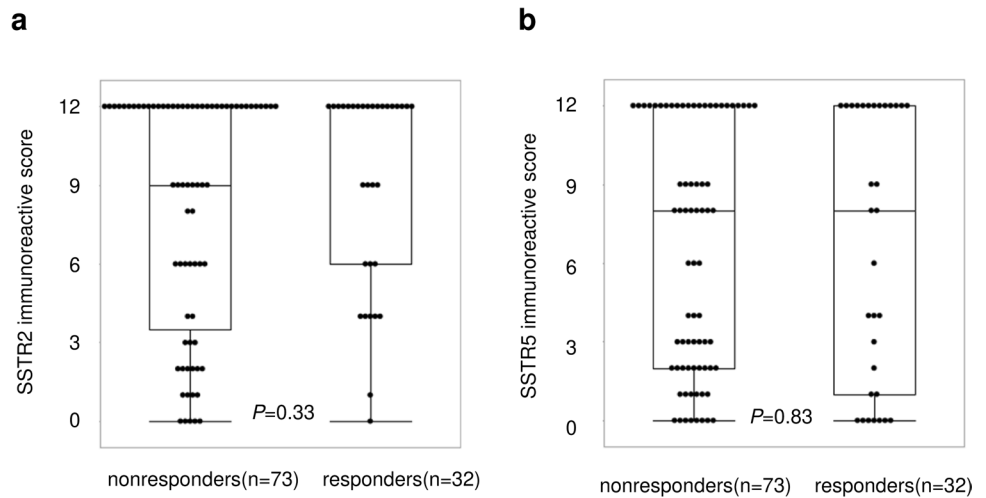 a
SSTR2 immunoreactive score
12
9
6
3
0
P=0.33
nonresponders(n=73)
responders(n=32)
b
SSTR5 immunoreactive score
12
9
6
3
0
P=0.83
nonresponders(n=73)
responders(n=32)